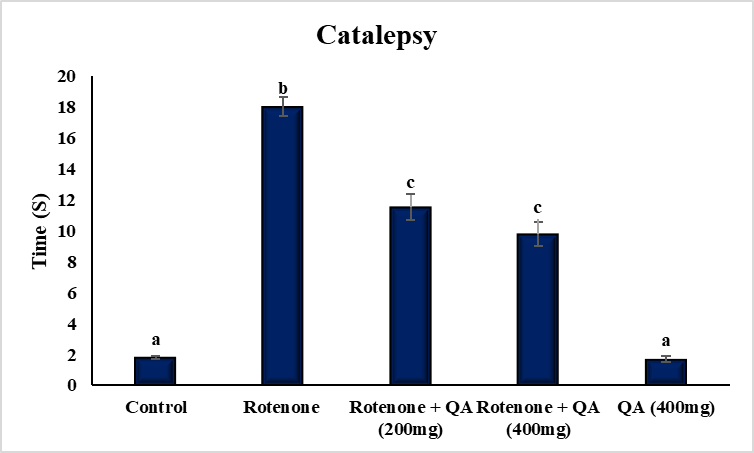 Catalepsy
20
18
16
14
12
10
8
6
4
2
0
Time (S)
b
c
c
a
a
Control
Rotenone
Rotenone + QA
(200mg)
Rotenone + QA
(400mg)
QA (400mg)